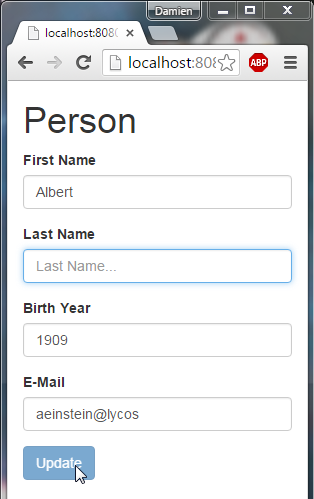 Damien
localhost:8080
localhost:808
ABP
Person
First Name
Albert
Last Name
Last Name...
Birth Year
1909
E-Mail
aeinstein@lycos
Update